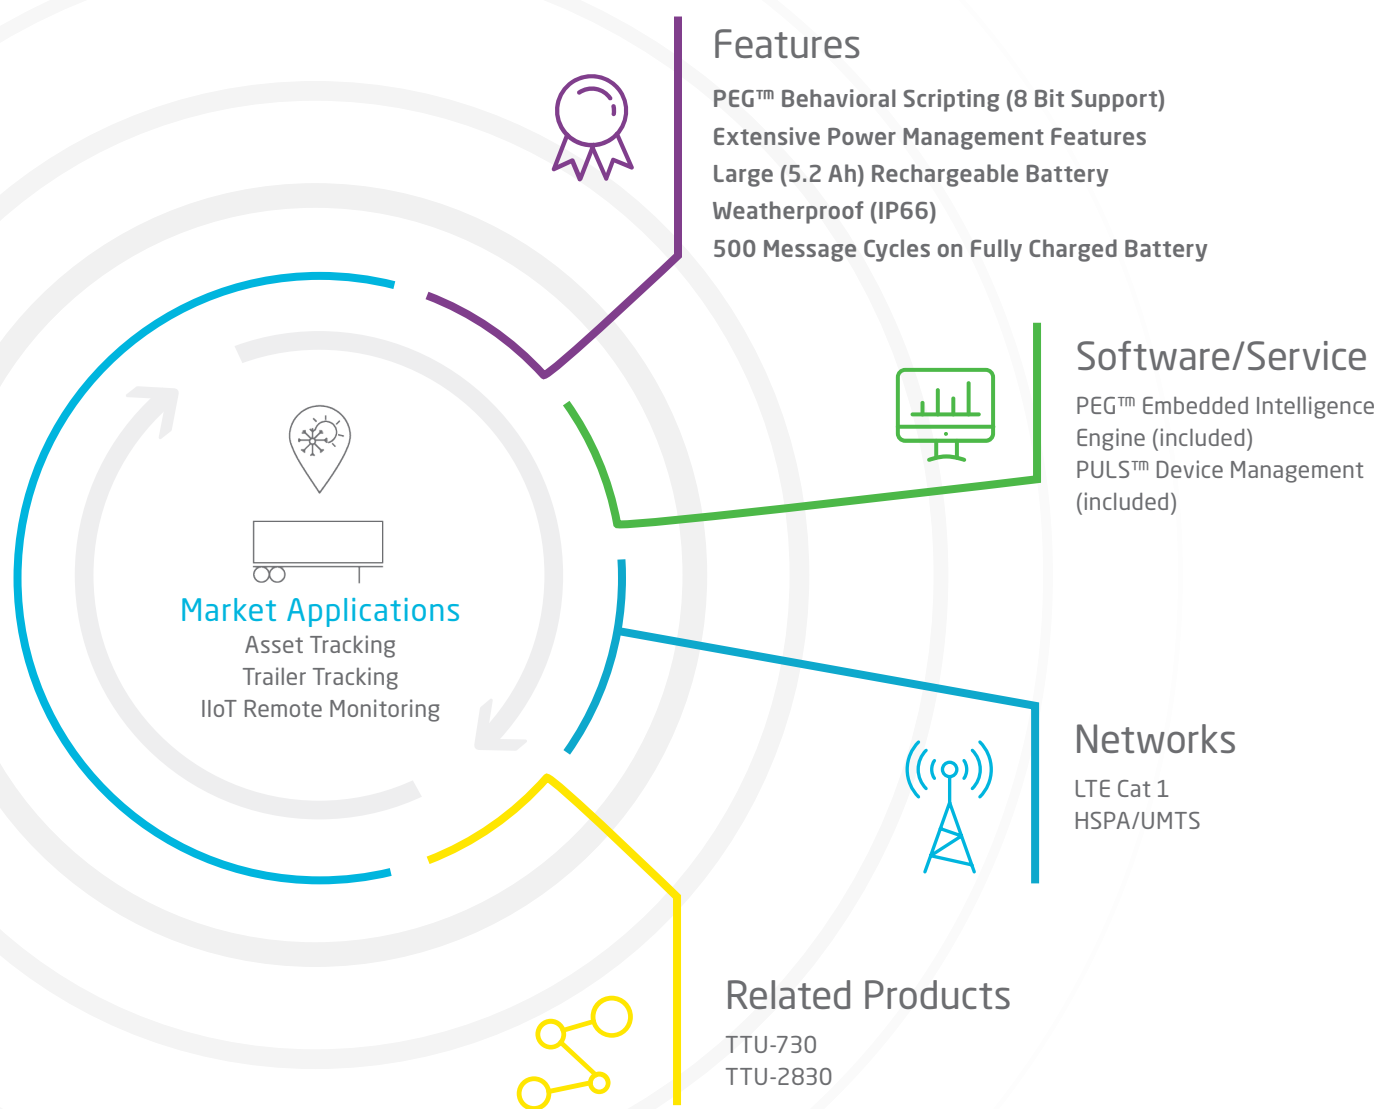 Features
PEG™ Behavioral Scripting (8 Bit Support)
Extensive Power Management Features
Large (5.2 Ah) Rechargeable Battery
Weatherproof (IP66)
500 Message Cycles on Fully Charged Battery
Software/Service
PEG™ Embedded Intelligence
Engine (included)
PULS™ Device Management
(included)
Market Applications
Asset Tracking
Trailer Tracking
IIoT Remote Monitoring
Networks
LTE Cat 1
HSPA/UMTS
Related Products
TTU-730
TTU-2830